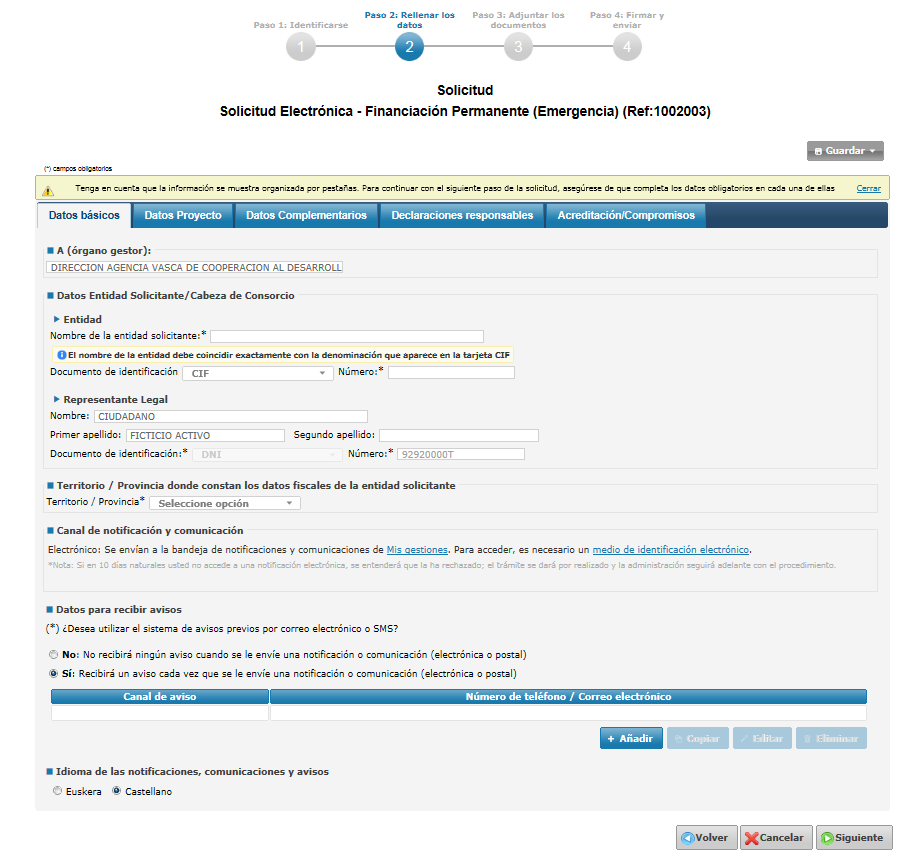 Paso 1: Identificarse
Paso 2: Rellenar los
datos
Paso 3: Adjuntar los
documentos
Paso 4: Firmar y
enviar
1 2 3 4
Solicitud
Solicitud Electrónica - Financiación Permanente (Emergencia) (Ref:1002003)
Guardar
(*) campos obligatorios
Tenga en cuenta que la información se muestra organizada por pestañas. Para continuar con el siguiente paso de la solicitud, asegúrese de que completa los datos obligatorios en cada una de ellas Cerrar
Datos básicos Datos Proyecto Datos Complementarios Declaraciones responsables Acreditación/Compromisos
A (órgano gestor):
DIRECCION AGENCIA VASCA DE COOPERACION AL DESARROLL
Datos Entidad Solicitante/Cabeza de Consorcio
Entidad
Nombre de la entidad solicitante:*
El nombre de la entidad debe coincidir exactamente con la denominación que aparece en la tarjeta CIF
Documento de identificación CIF Número:*
Representante Legal
Nombre: CIUDADANO
Primer apellido: FICTICIO ACTIVO Segundo apellido:
Documento de identificación:* DNI Número:* 92920000T
Territorio / Provincia donde constan los datos fiscales de la entidad solicitante
Territorio / Provincia* Seleccione opción
Canal de notificación y comunicación
Electrónico: Se envían a la bandeja de notificaciones y comunicaciones de Mis gestiones. Para acceder, es necesario un medio de identificación electrónico.
*Nota: Si en 10 días naturales usted no accede a una notificación electrónica, se entenderá que la ha rechazado; el trámite se dará por realizado y la administración seguirá adelante con el procedimiento.
Datos para recibir avisos
(*) ¿Desea utilizar el sistema de avisos previos por correo electrónico o SMS?
No: No recibirá ningún aviso cuando se le envíe una notificación o comunicación (electrónica o postal)
Sí: Recibirá un aviso cada vez que se le envíe una notificación o comunicación (electrónica o postal)
Canal de aviso Número de teléfono / Correo electrónico
+ Añadir Copiar Editar Eliminar
Idioma de las notificaciones, comunicaciones y avisos
Euskera Castellano
Volver Cancelar Siguiente